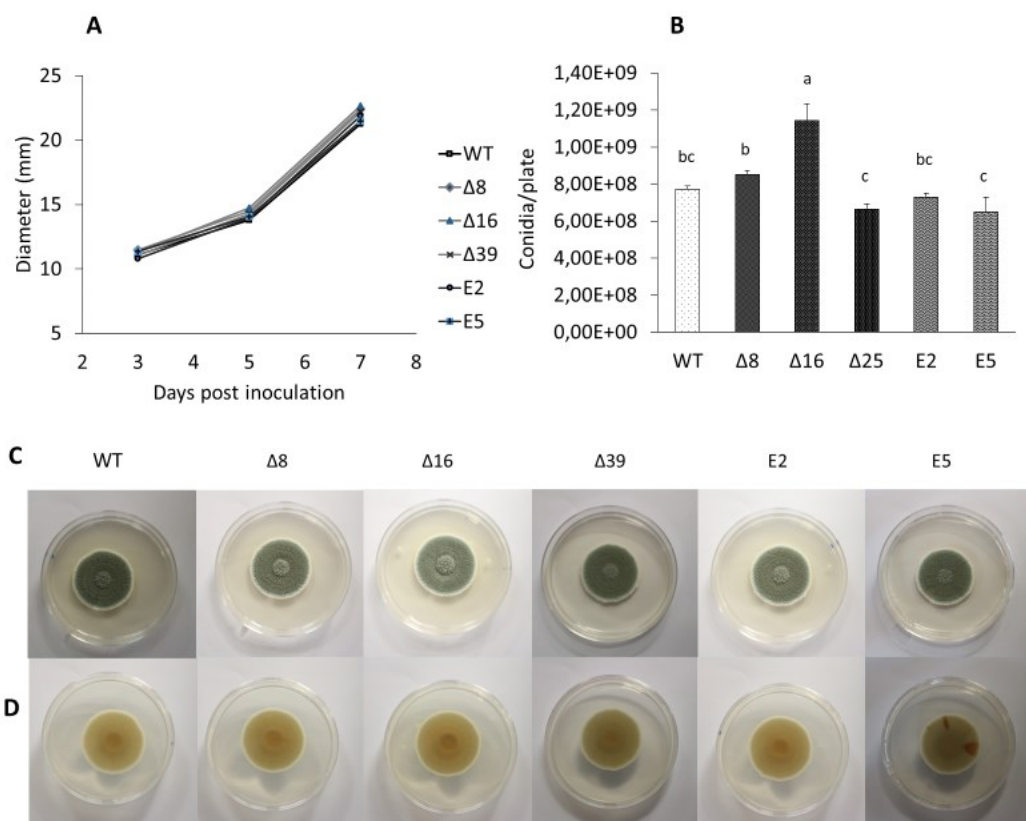 A
25
20
15
10
5
2 3 4 5 6 7 8
Diameter (mm)
Days post inoculation
WT
Δ8
Δ16
Δ39
E2
E5
B
1,40E+09
1,20E+09
1,00E+09
8,00E+08
6,00E+08
4,00E+08
2,00E+08
0,00E+00
Conidia/plate
bc b a c bc c
WT Δ8 Δ16 Δ25 E2 E5
C
WT Δ8 Δ16 Δ39 E2 E5
D